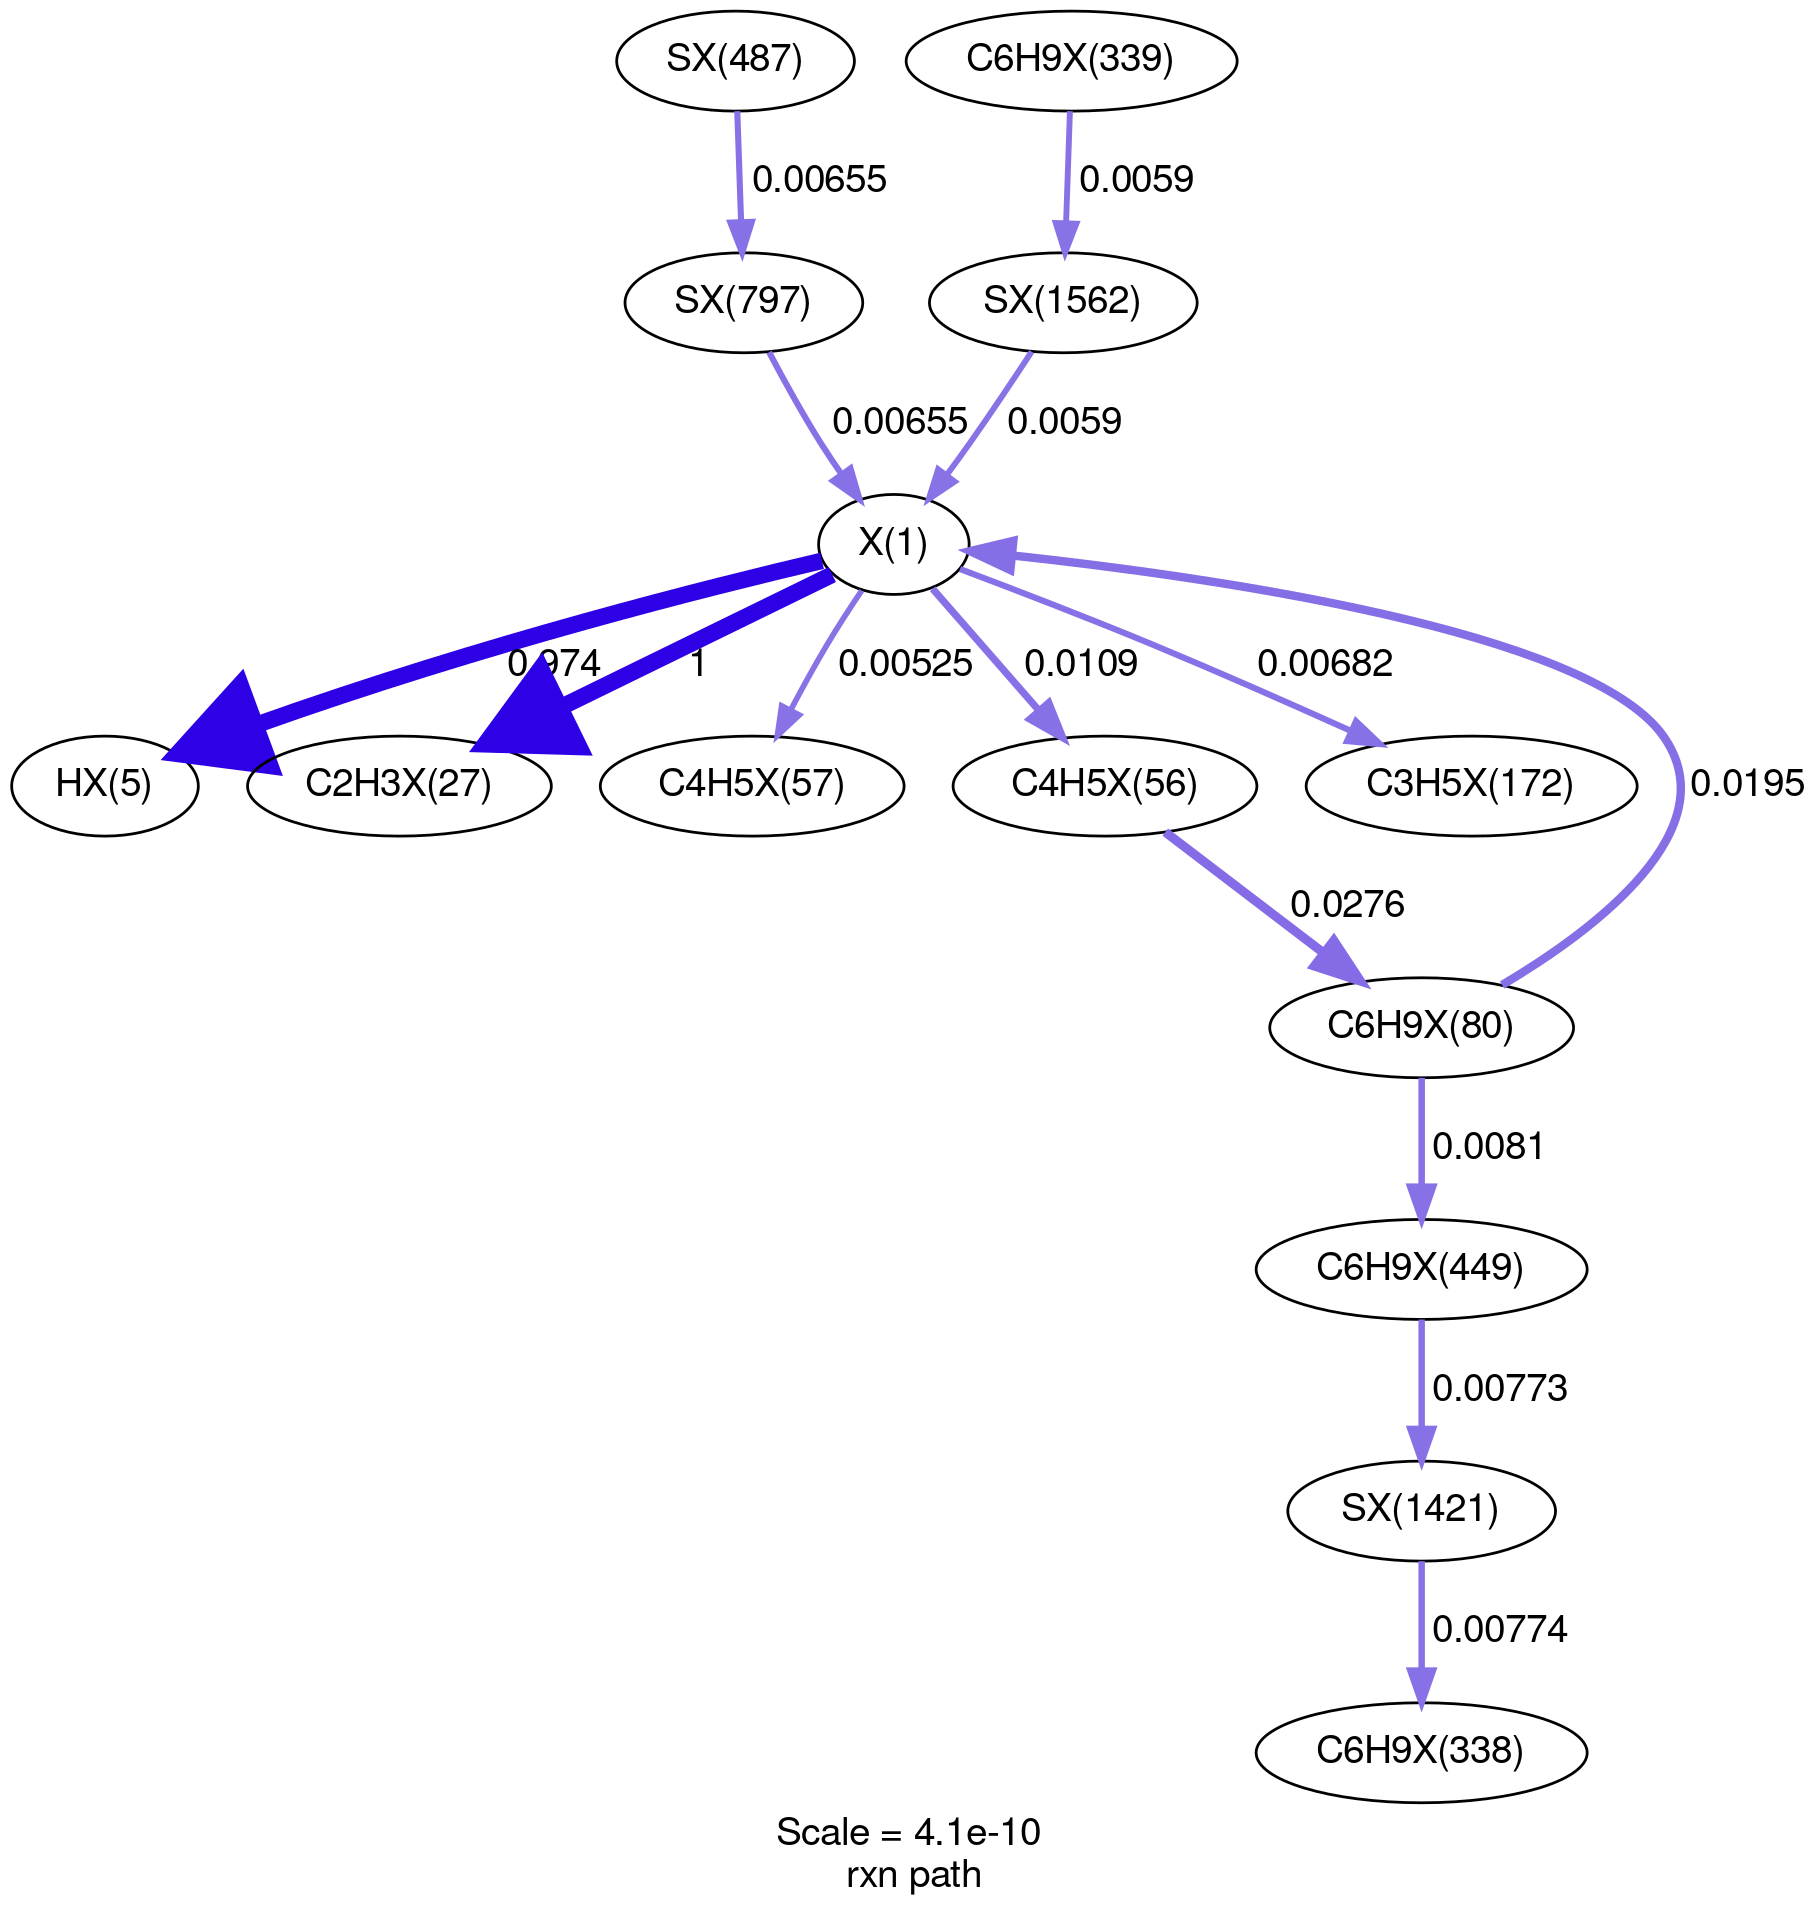 SX(487)
C6H9X(339)
0.00655
0.0059
SX(797)
SX(1562)
0.00655
0.0059
X(1)
0.974
1
0.00525
0.0109
0.00682
HX(5)
C2H3X(27)
C4H5X(57)
C4H5X(56)
C3H5X(172)
0.0195
0.0276
C6H9X(80)
0.0081
C6H9X(449)
0.00773
SX(1421)
0.00774
C6H9X(338)
Scale = 4.1e-10
rxn path